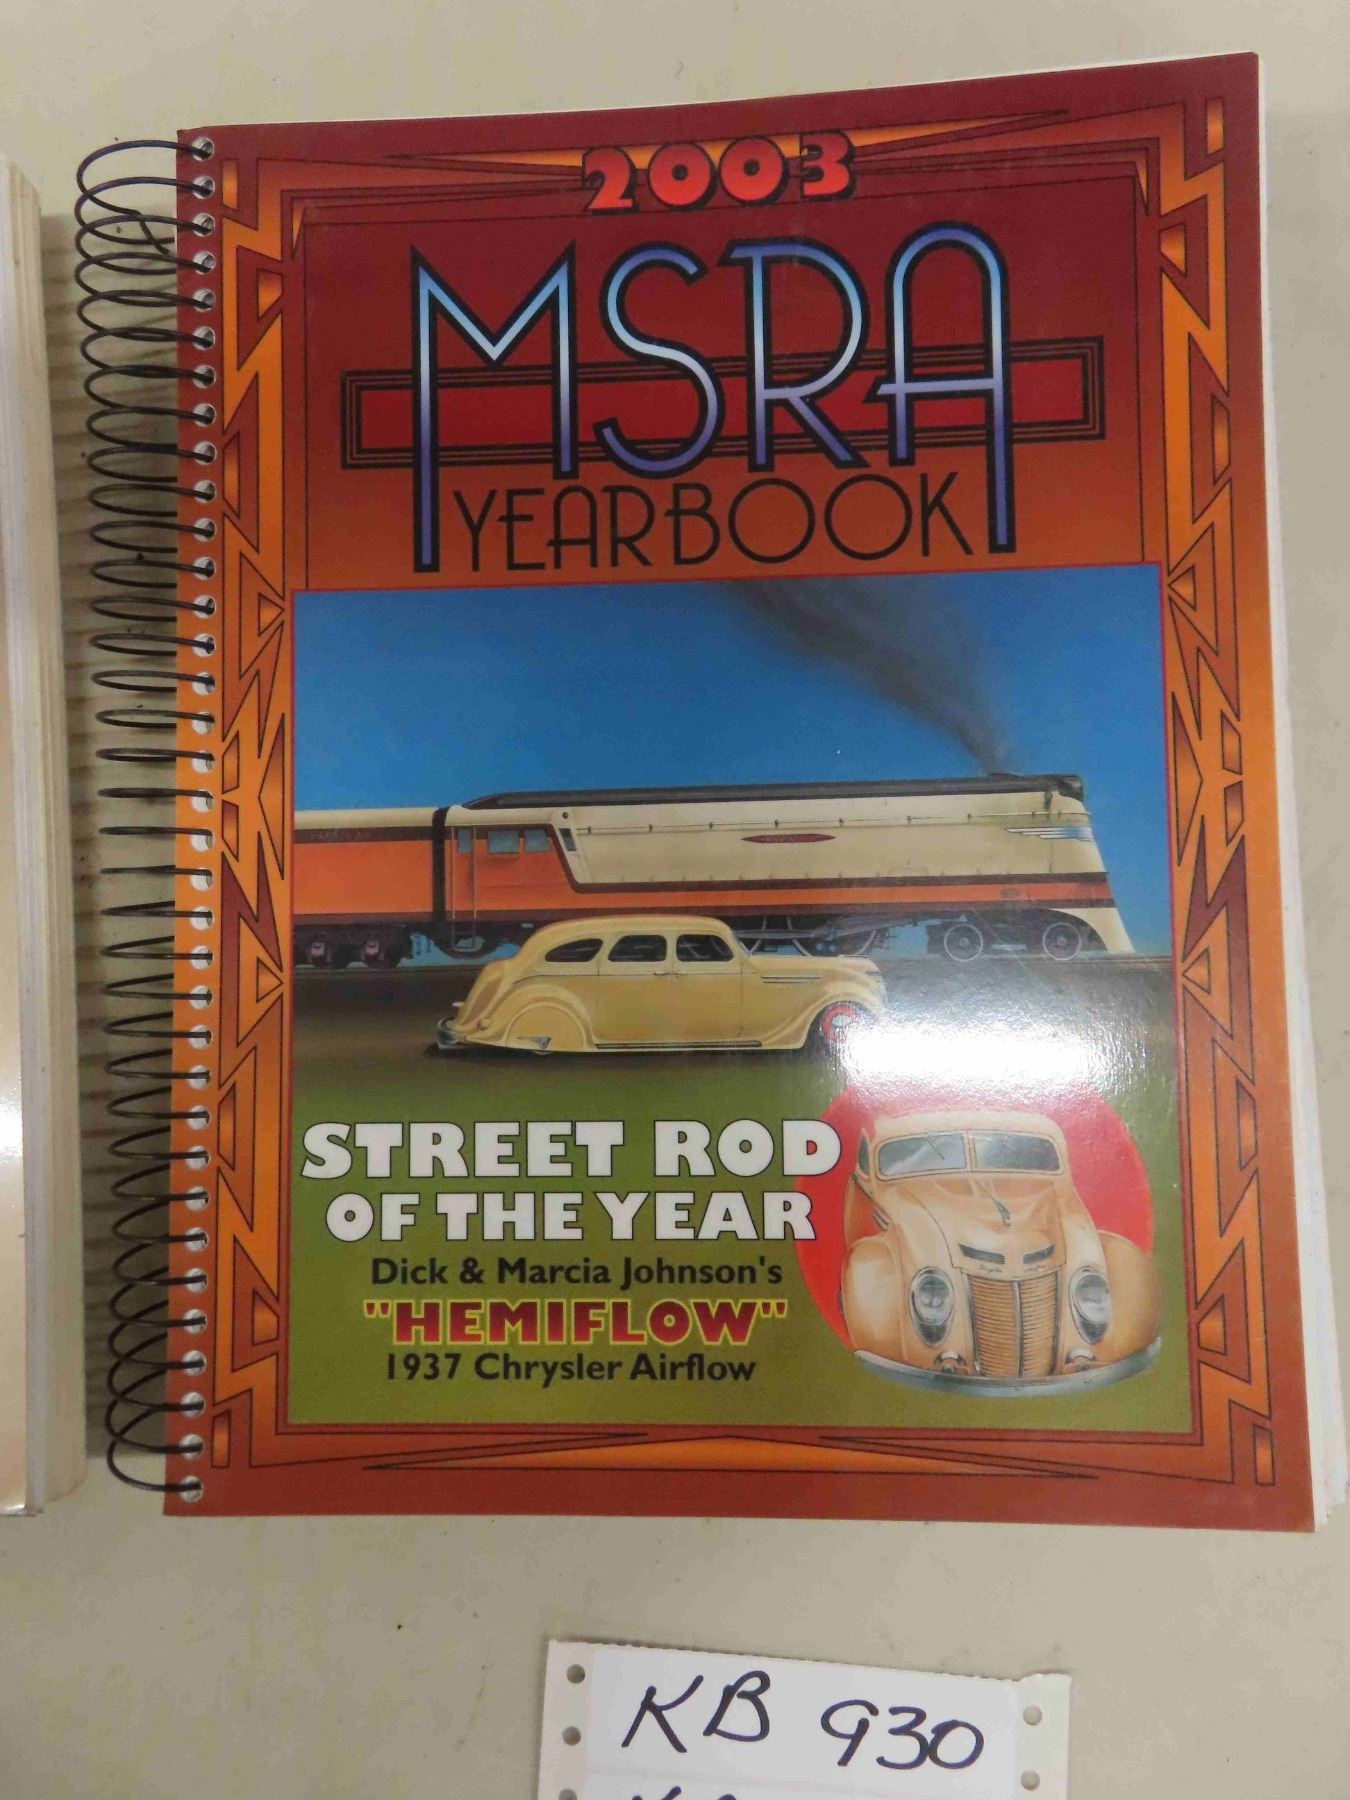 2003
MSRA
YEARBOOK
STREET ROD
OF THE YEAR
Dick & Marcia Johnson's
"HEMIFLOW"
1937 Chrysler Airflow
KB 930